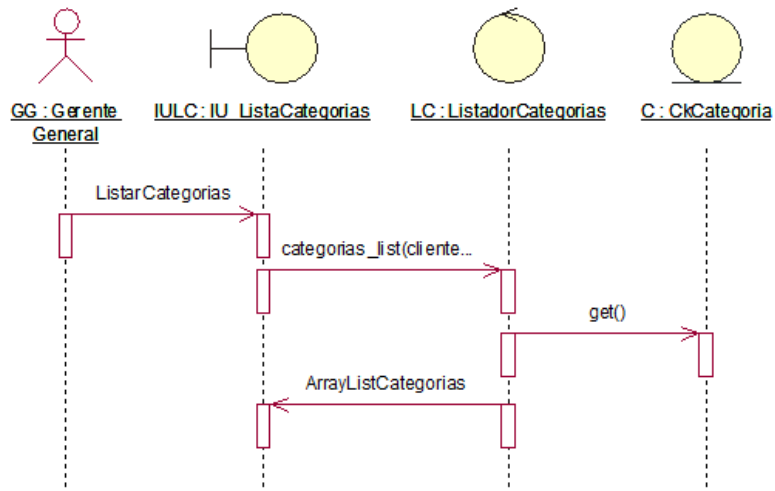 GG : Gerente General
IULC : IU_ListaCategorias
LC : ListadorCategorias
C : CkCategoria
ListarCategorias
categorias_list(cliente...
get()
ArrayListCategorias